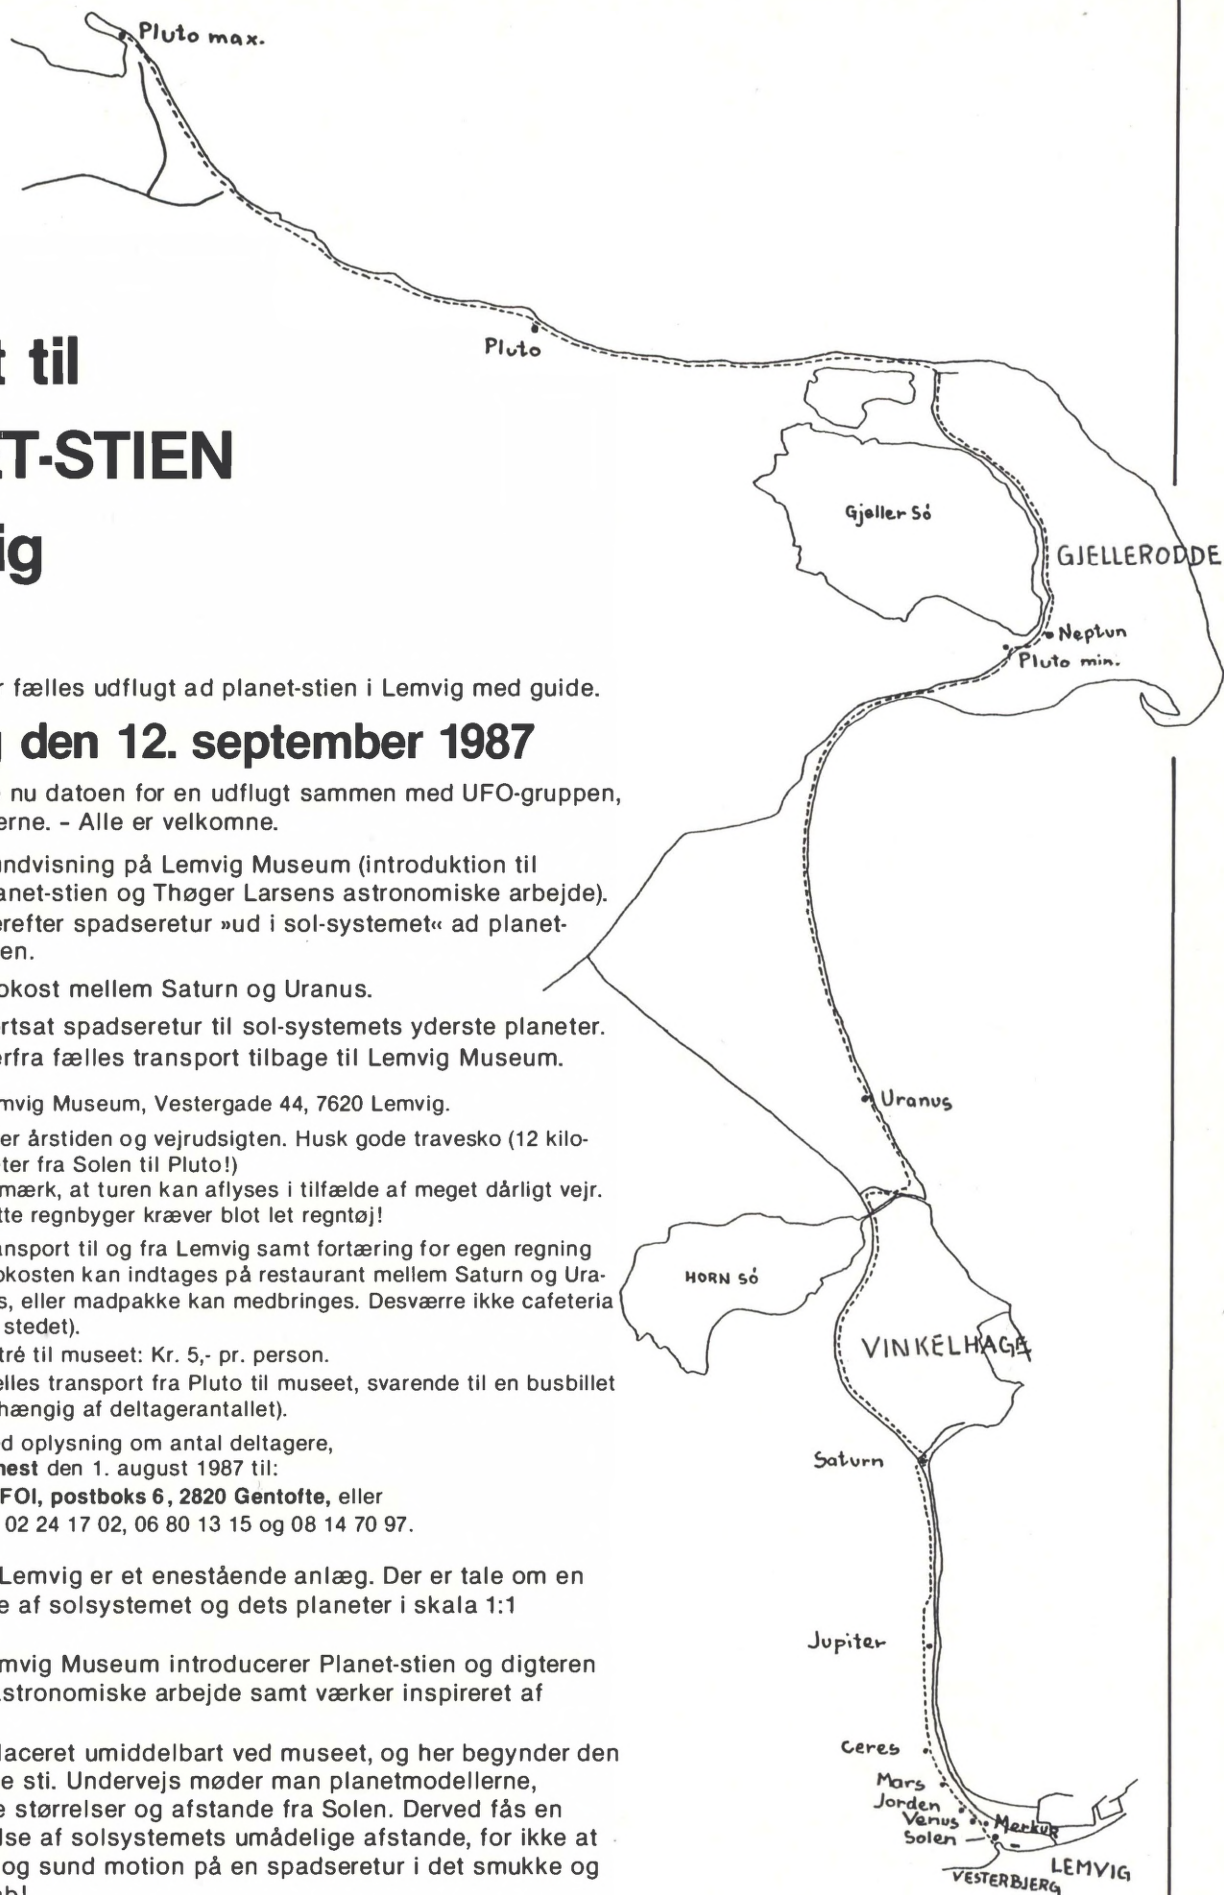 Pluto max.
Pluto
t til
T-STIEN
ig
Gjeller Sö
GJELLERODDE
Neptun
Pluto min.
fælles udflugt ad planet-stien i Lemvig med guide.
den 12. september 1987
nu datoen for en udflugt sammen med UFO-gruppen,
erne. – Alle er velkomne.
ndvisning på Lemvig Museum (introduktion til
anet-stien og Thøger Larsens astronomiske arbejde).
erefter spadseretur »ud i sol-systemet« ad planet-
en.
okost mellem Saturn og Uranus.
rtsat spadseretur til sol-systemets yderste planeter.
erfra fælles transport tilbage til Lemvig Museum.
mvig Museum, Vestergade 44, 7620 Lemvig.
er årstiden og vejrudsigten. Husk gode travesko (12 kilo-
ter fra Solen til Pluto!)
mærk, at turen kan aflyses i tilfælde af meget dårligt vejr.
tte regnbyger kræver blot let regntøj!
ansport til og fra Lemvig samt fortæring for egen regning
okosten kan indtages på restaurant mellem Saturn og Ura-
s, eller madpakke kan medbringes. Desværre ikke cafeteria
stedet).
tré til museet: Kr. 5,- pr. person.
elles transport fra Pluto til museet, svarende til en busbillet
hængig af deltagerantallet).
d oplysning om antal deltagere,
nest den 1. august 1987 til:
FOI, postboks 6, 2820 Gentofte, eller
02 24 17 02, 06 80 13 15 og 08 14 70 97.
Lemvig er et enestående anlæg. Der er tale om en
e af solsystemet og dets planeter i skala 1:1
mvig Museum introducerer Planet-stien og digteren
astronomiske arbejde samt værker inspireret af
laceret umiddelbart ved museet, og her begynder den
e sti. Undervejs møder man planetmodellerne,
e størrelser og afstande fra Solen. Derved fås en
lse af solsystemets umådelige afstande, for ikke at
og sund motion på en spadseretur i det smukke og
Uranus
HORN SÖ
VINKELHAGE
Saturn
Jupiter
Ceres
Mars
Jorden
Venus
Merkur
Solen
LEMVIG
VESTERBJERG